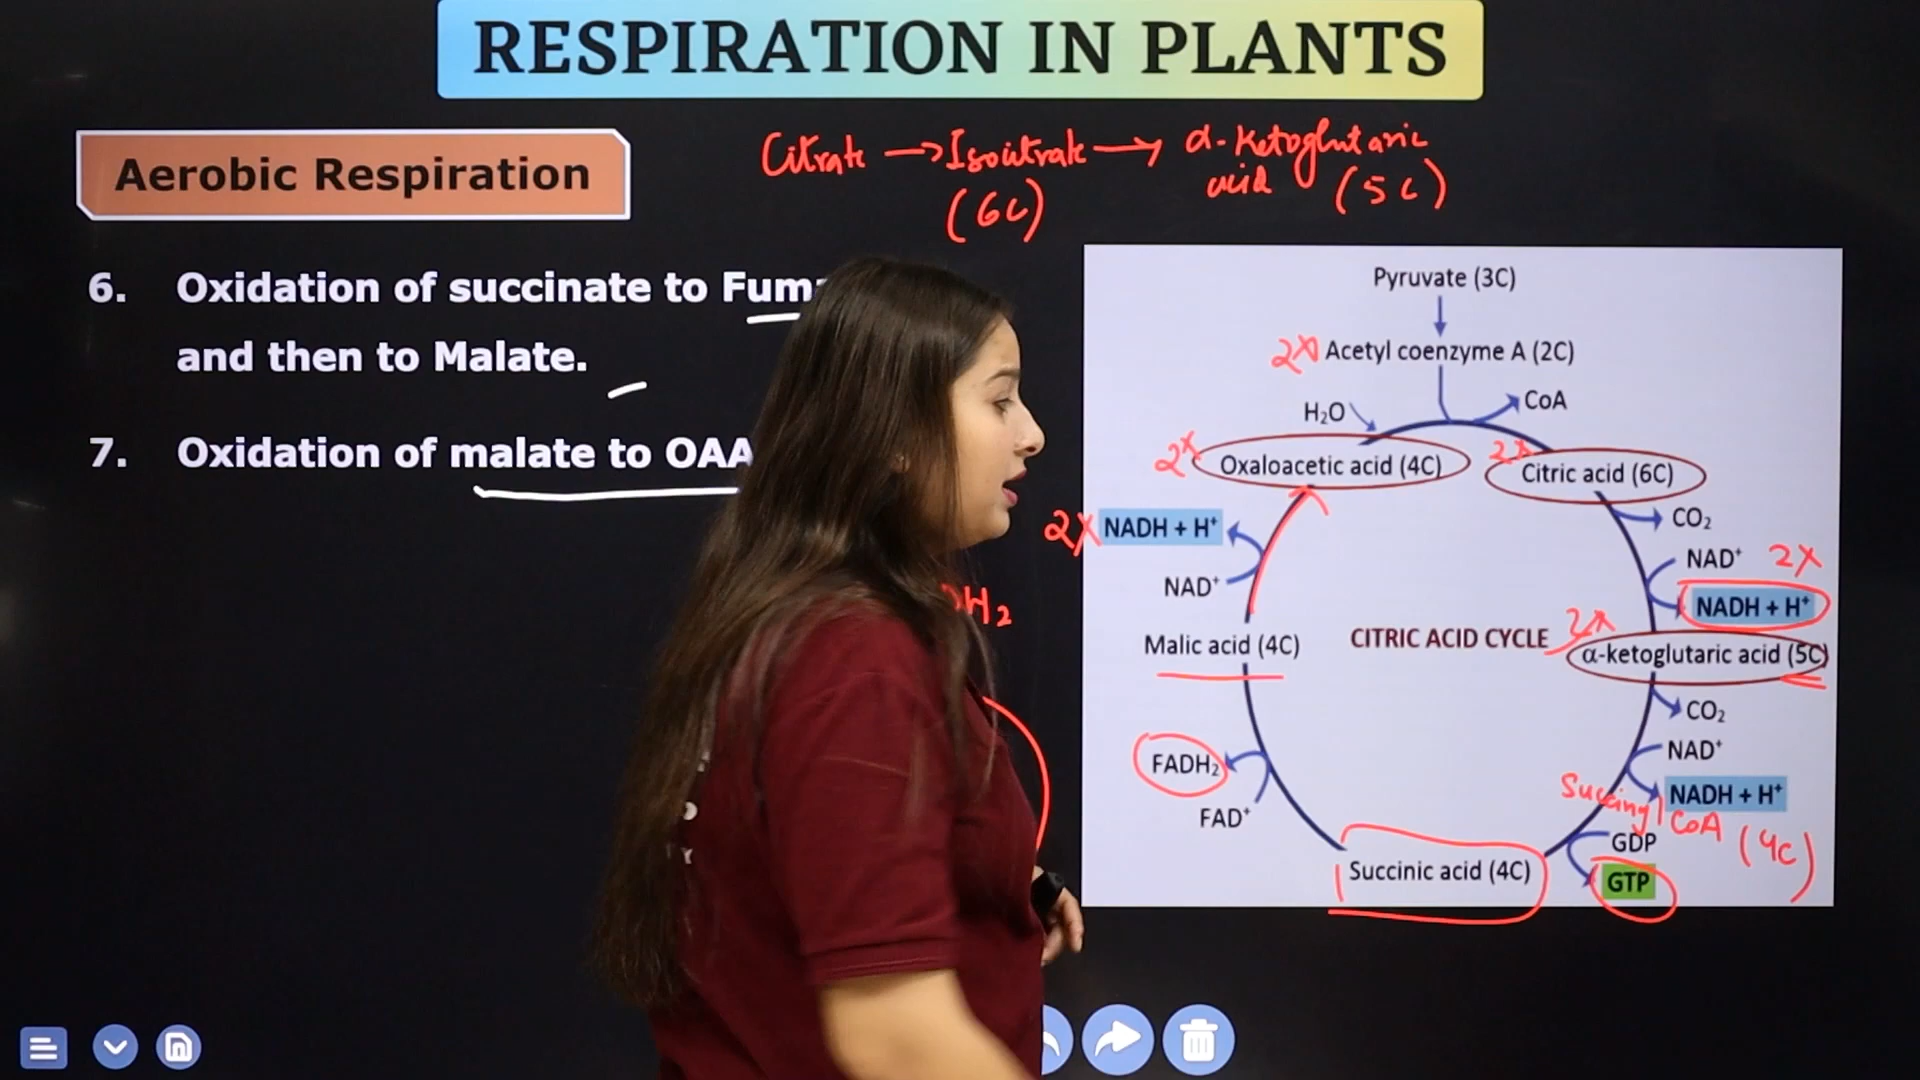 RESPIRATION IN PLANTS
Aerobic Respiration
Citrate → Isocitrate → α-Ketoglutaric acid (5C)
(6C)
6. Oxidation of succinate to
and then to Malate.
7. Oxidation of malate to OAA
Pyruvate (3C)
2X Acetyl coenzyme A (2C)
H₂O
CoA
2X Oxaloacetic acid (4C)
2X Citric acid (6C)
CO₂
2X NADH + H⁺
NAD⁺
NAD⁺ 2X
NADH + H⁺
Malic acid (4C)
CITRIC ACID CYCLE
2X α-ketoglutaric acid (5C)
CO₂
NAD⁺
FADH₂
FAD⁺
NADH + H⁺
Succinyl CoA (4C)
GDP
GTP
Succinic acid (4C)